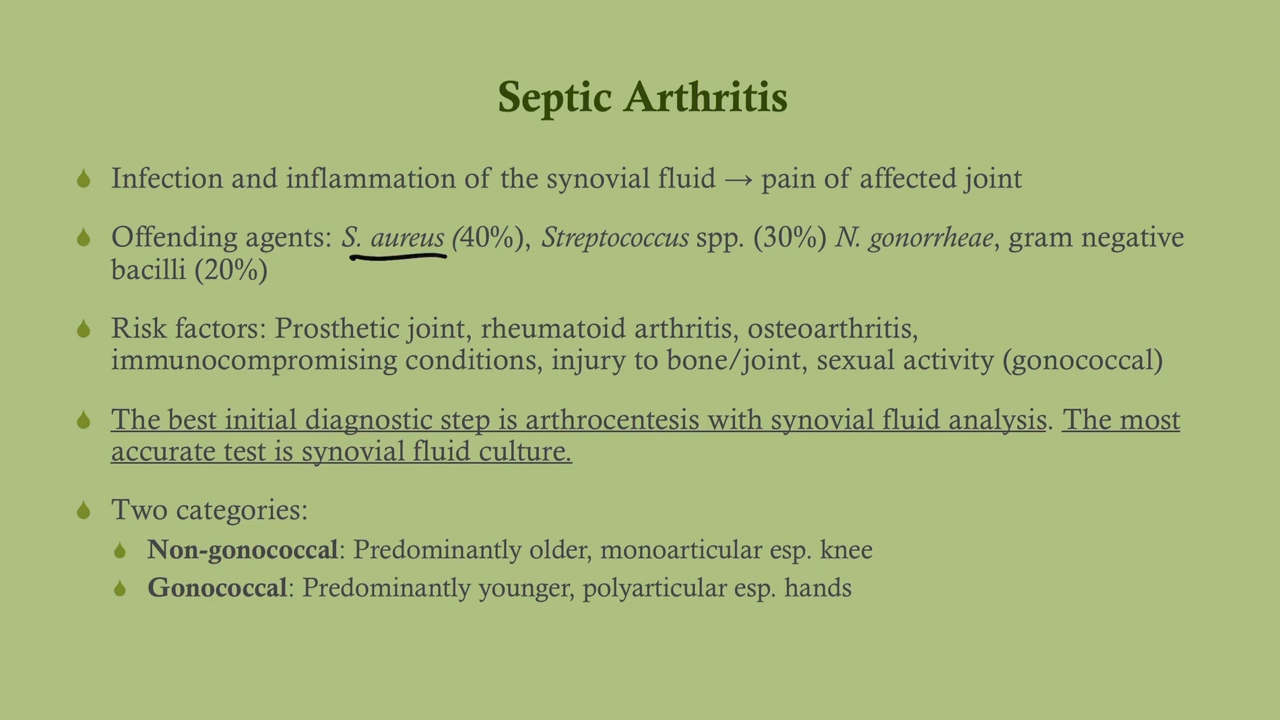 Septic Arthritis
Infection and inflammation of the synovial fluid → pain of affected joint
Offending agents: S. aureus (40%), Streptococcus spp. (30%) N. gonorrheae, gram negative
bacilli (20%)
Risk factors: Prosthetic joint, rheumatoid arthritis, osteoarthritis,
immunocompromising conditions, injury to bone/joint, sexual activity (gonococcal)
The best initial diagnostic step is arthrocentesis with synovial fluid analysis. The most
accurate test is synovial fluid culture.
Two categories:
Non-gonococcal: Predominantly older, monoarticular esp. knee
Gonococcal: Predominantly younger, polyarticular esp. hands